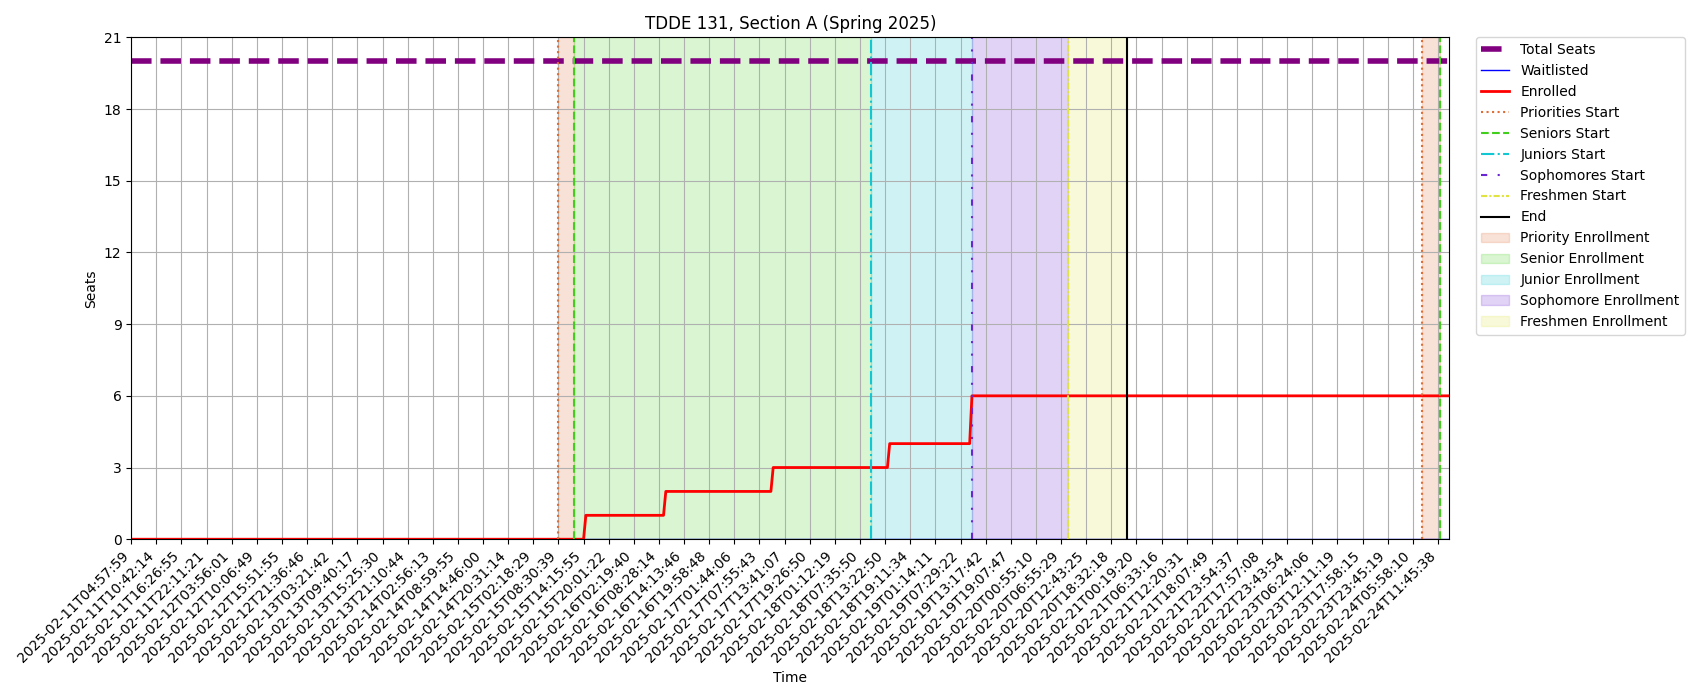 TDDE 131, Section A (Spring 2025)
21
18
15
12
9
6
3
0
Seats
2025-02-11T04:57:59
2025-02-11T10:42:14
2025-02-11T16:26:55
2025-02-11T22:11:21
2025-02-12T03:56:01
2025-02-12T10:06:49
2025-02-12T15:51:55
2025-02-12T21:36:46
2025-02-13T03:21:42
2025-02-13T09:40:17
2025-02-13T15:25:30
2025-02-13T21:10:44
2025-02-14T02:56:13
2025-02-14T08:59:55
2025-02-14T14:46:00
2025-02-14T20:31:14
2025-02-15T02:18:29
2025-02-15T08:30:39
2025-02-15T14:15:55
2025-02-15T20:01:22
2025-02-16T02:19:40
2025-02-16T08:28:14
2025-02-16T14:13:46
2025-02-16T19:58:48
2025-02-17T01:44:06
2025-02-17T07:55:43
2025-02-17T13:41:07
2025-02-17T19:26:50
2025-02-18T01:12:19
2025-02-18T07:35:50
2025-02-18T13:22:50
2025-02-18T19:11:34
2025-02-19T01:14:11
2025-02-19T07:29:22
2025-02-19T13:17:42
2025-02-19T19:07:47
2025-02-20T00:55:10
2025-02-20T06:55:29
2025-02-20T12:43:25
2025-02-20T18:32:18
2025-02-21T00:19:20
2025-02-21T06:33:16
2025-02-21T12:20:31
2025-02-21T18:07:49
2025-02-21T23:54:37
2025-02-22T17:57:08
2025-02-22T23:43:54
2025-02-23T06:24:06
2025-02-23T12:11:19
2025-02-23T17:58:15
2025-02-23T23:45:19
2025-02-24T05:58:10
2025-02-24T11:45:38
Time
Total Seats
Waitlisted
Enrolled
Priorities Start
Seniors Start
Juniors Start
Sophomores Start
Freshmen Start
End
Priority Enrollment
Senior Enrollment
Junior Enrollment
Sophomore Enrollment
Freshmen Enrollment